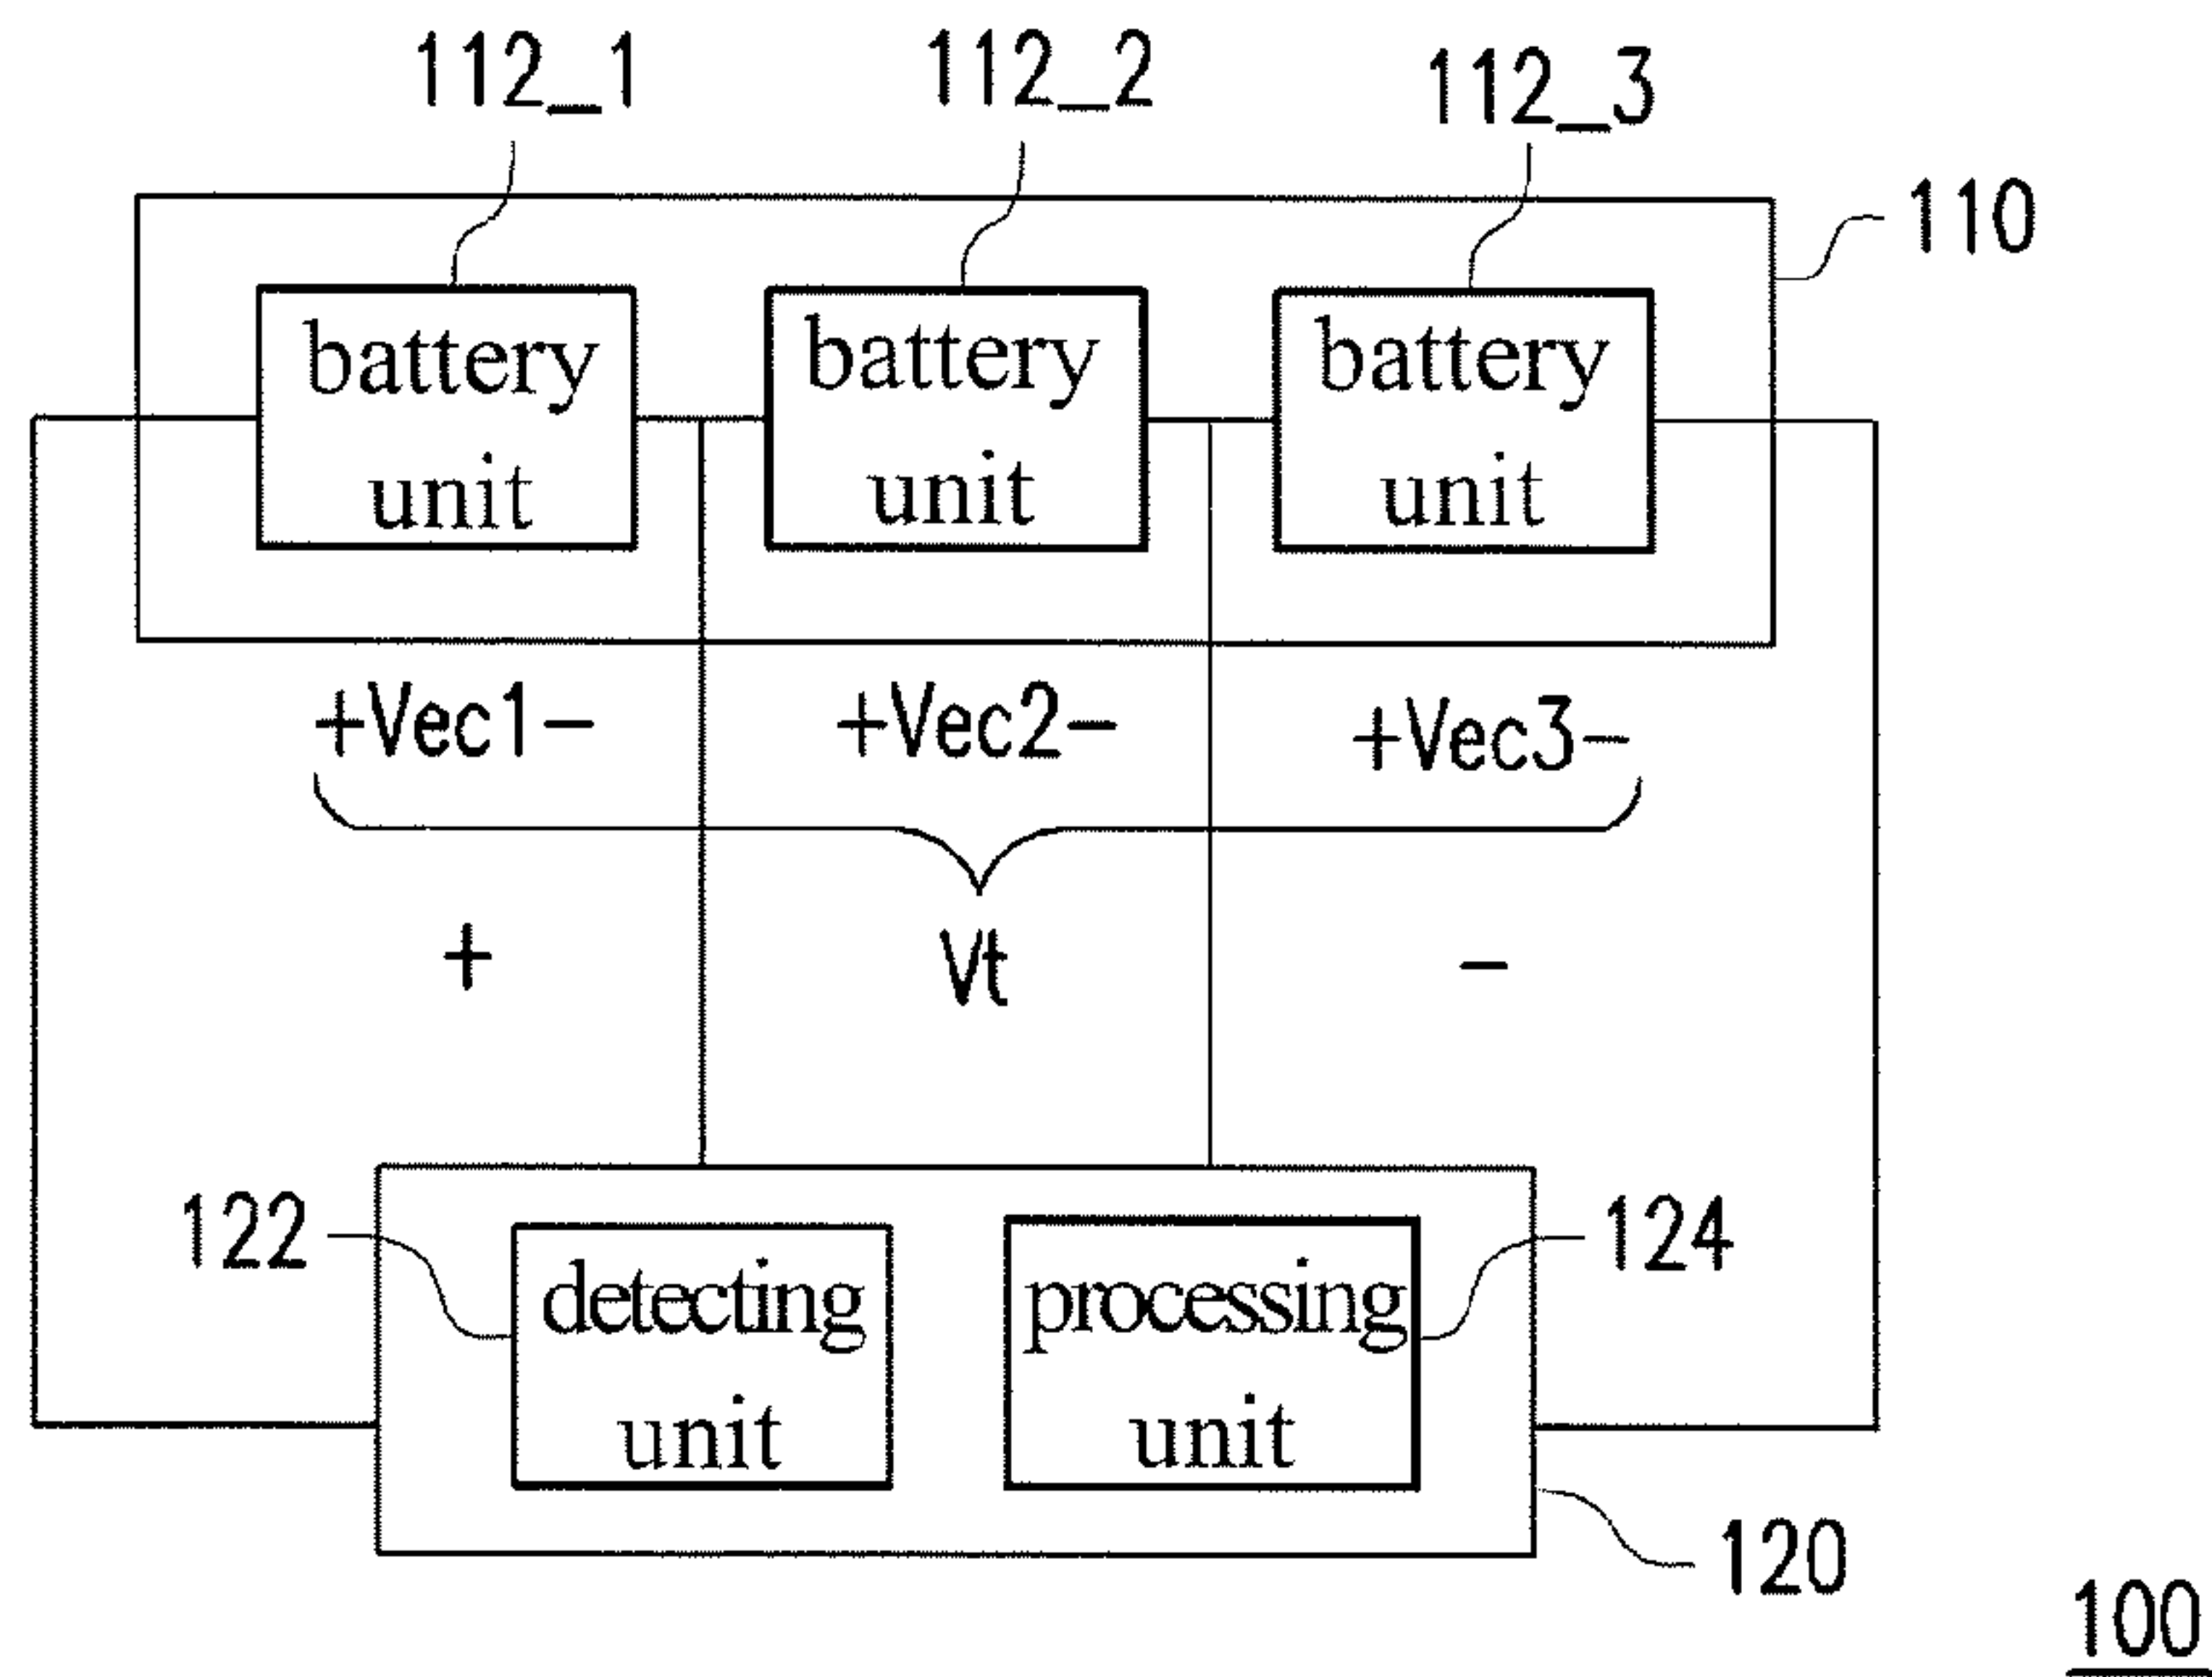 112_1
112_2
112_3
110
battery
unit
battery
unit
battery
unit
+Vec1-
+Vec2-
+Vec3-
+
Vt
-
122
detecting
unit
processing
unit
124
120
100